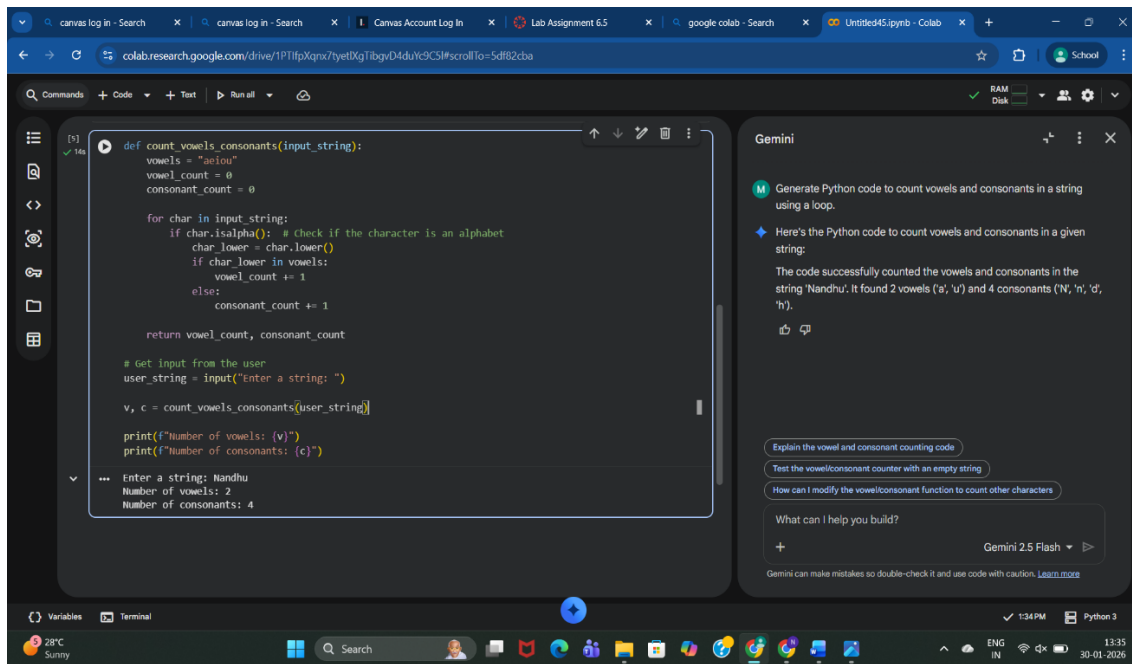 canvas log in - Search
canvas log in - Search
Canvas Account Log In
Lab Assignment 6.5
google colab - Search
Untitled45.ipynb - Colab
colab.research.google.com/drive/1PTlfpXqnx7tyetlXgTibgvD4duYc9C5l#scrollTo=5df82cba
School
Commands + Code + Text Run all
RAM
Disk
[5]
14s
def count_vowels_consonants(input_string):
    vowels = "aeiou"
    vowel_count = 0
    consonant_count = 0
    for char in input_string:
        if char.isalpha():  # Check if the character is an alphabet
            char_lower = char.lower()
            if char_lower in vowels:
                vowel_count += 1
            else:
                consonant_count += 1
    return vowel_count, consonant_count
# Get input from the user
user_string = input("Enter a string: ")
v, c = count_vowels_consonants(user_string)
print(f"Number of vowels: {v}")
print(f"Number of consonants: {c}")
Enter a string: Nandhu
Number of vowels: 2
Number of consonants: 4
Gemini
M
Generate Python code to count vowels and consonants in a string
using a loop.
Here's the Python code to count vowels and consonants in a given
string:
The code successfully counted the vowels and consonants in the
string 'Nandhu'. It found 2 vowels ('a', 'u') and 4 consonants ('N', 'n', 'd',
'h').
Explain the vowel and consonant counting code
Test the vowel/consonant counter with an empty string
How can I modify the vowel/consonant function to count other characters
What can I help you build?
+
Gemini 2.5 Flash
Gemini can make mistakes so double-check it and use code with caution. Learn more
Variables
Terminal
1:34 PM
Python 3
5
28°C
Sunny
Search
ENG
IN
13:35
30-01-2026